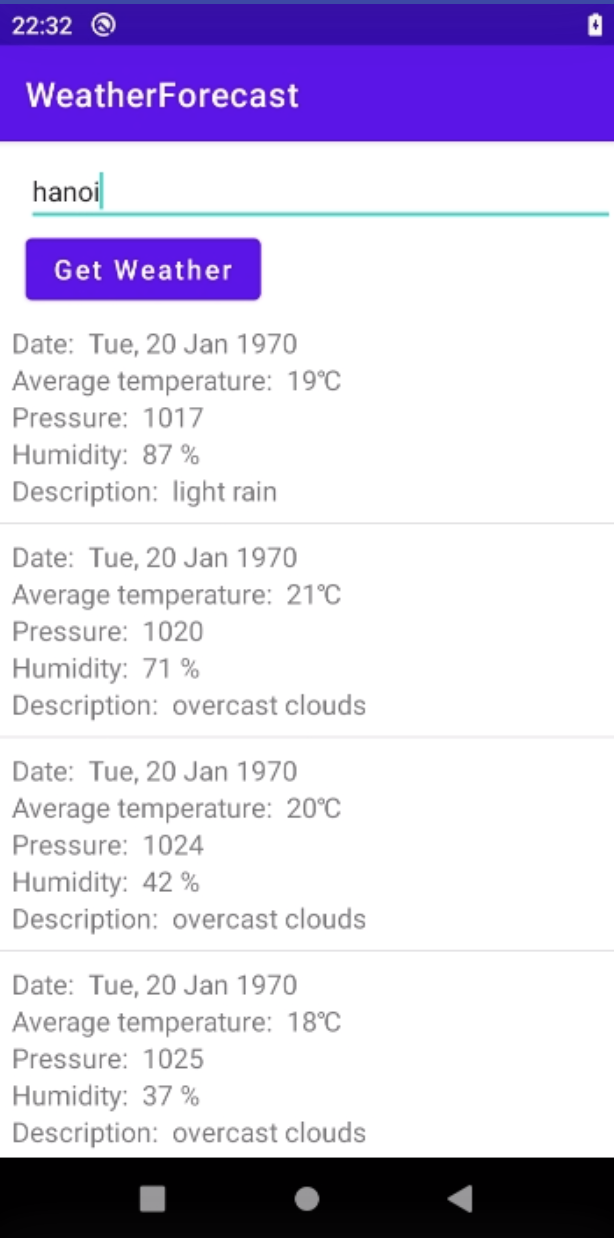 22:32
WeatherForecast
hanoi
Get Weather
Date: Tue, 20 Jan 1970
Average temperature: 19℃
Pressure: 1017
Humidity: 87 %
Description: light rain
Date: Tue, 20 Jan 1970
Average temperature: 21℃
Pressure: 1020
Humidity: 71 %
Description: overcast clouds
Date: Tue, 20 Jan 1970
Average temperature: 20℃
Pressure: 1024
Humidity: 42 %
Description: overcast clouds
Date: Tue, 20 Jan 1970
Average temperature: 18℃
Pressure: 1025
Humidity: 37 %
Description: overcast clouds